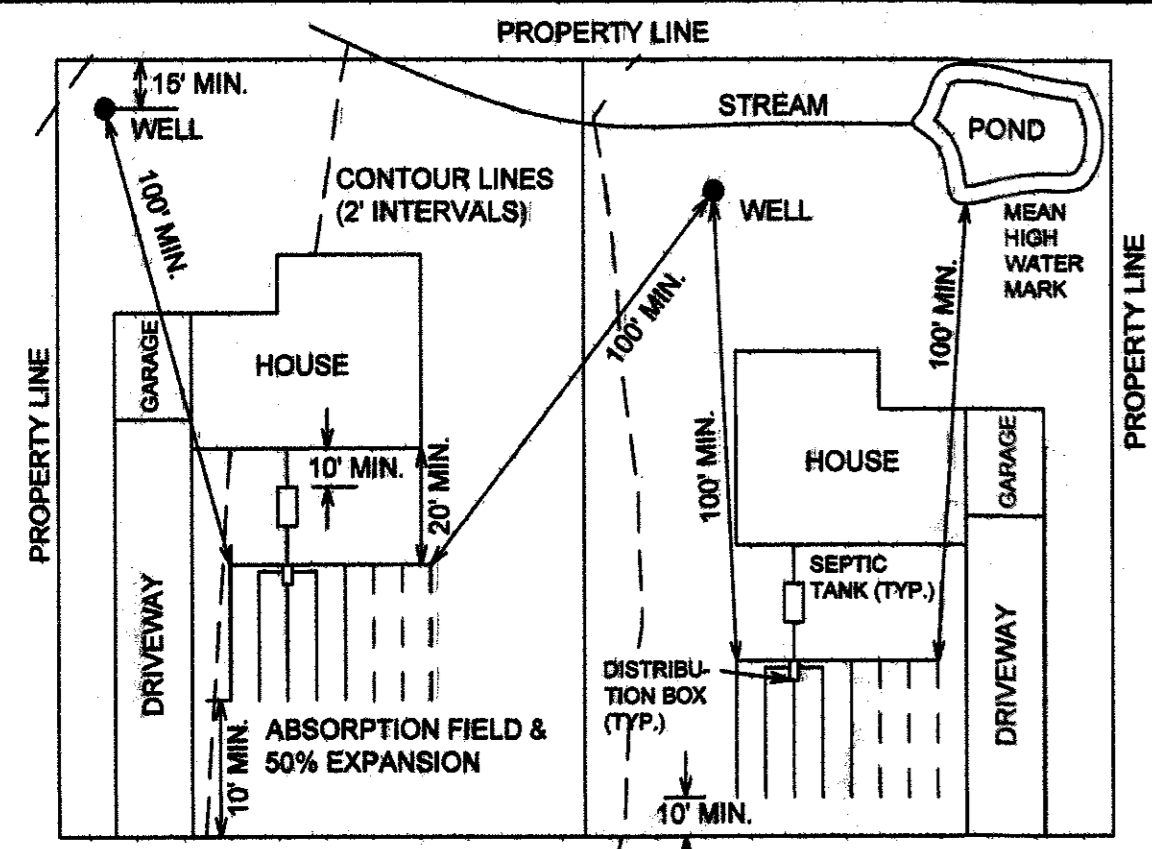 PROPERTY LINE
15' MIN.
WELL
STREAM
POND
100' MIN.
CONTOUR LINES
(2' INTERVALS)
WELL
MEAN
HIGH
WATER
MARK
PROPERTY LINE
100' MIN.
100' MIN.
GARAGE
HOUSE
PROPERTY LINE
10' MIN.
20' MIN.
100' MIN.
HOUSE
GARAGE
SEPTIC
TANK (TYP.)
DRIVEWAY
DISTRIBU-
TION BOX
(TYP.)
DRIVEWAY
ABSORPTION FIELD &
50% EXPANSION
10' MIN.
10' MIN.